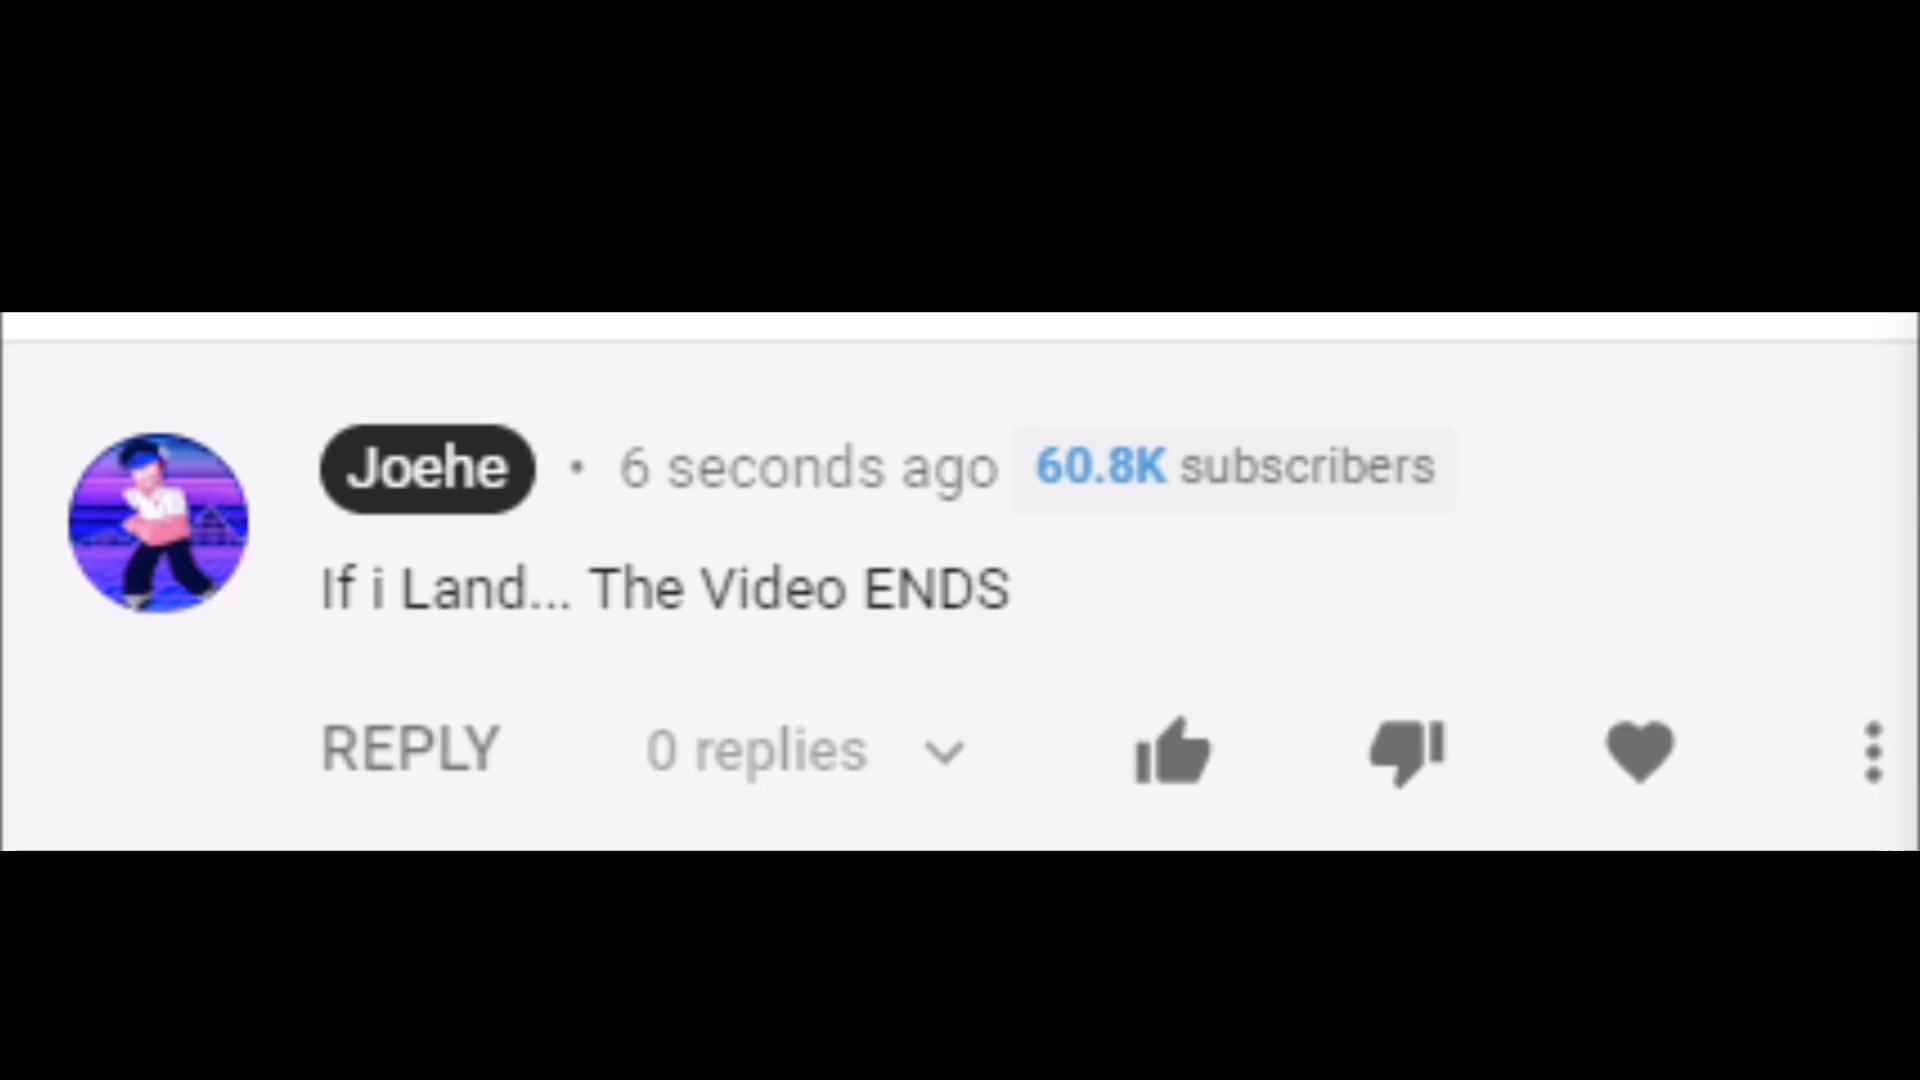 Joehe • 6 seconds ago 60.8K subscribers
If i Land... The Video ENDS
REPLY 0 replies